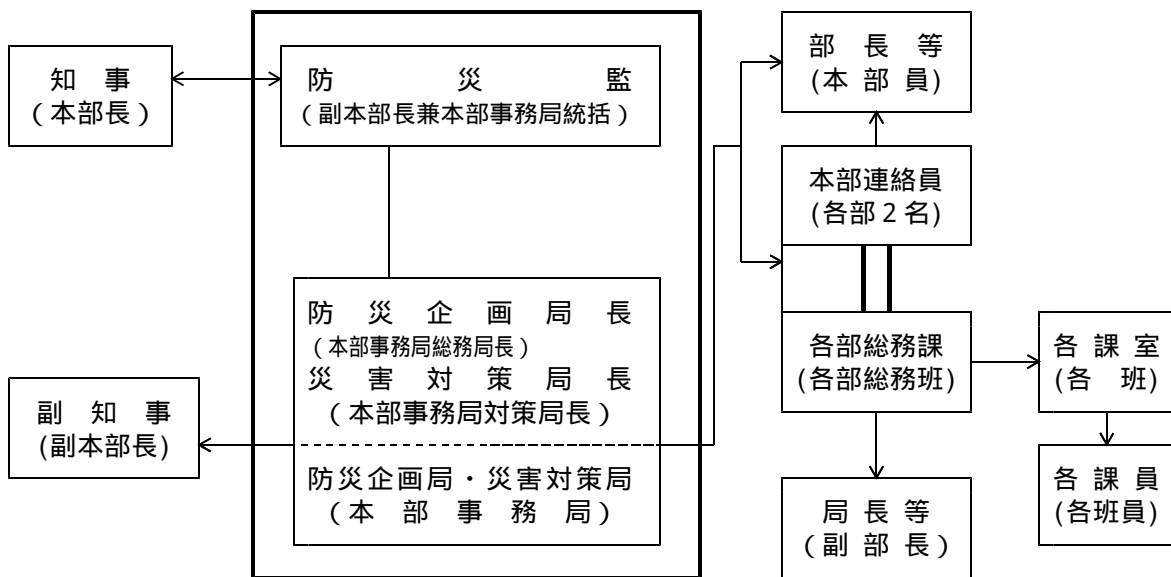 知　事
（本部長）
防　　　災　　　監
（副本部長兼本部事務局統括）
部　長　等
(本 部 員)
本部連絡員
(各部２名)
防　災　企　画　局　長
（本部事務局総務局長）
災　害　対　策　局　長
（本部事務局対策局長）
防災企画局・災害対策局
（本　部　事　務　局）
副　知　事
(副本部長)
各部総務課
(各部総務班)
各 課 室
(各　班)
局 長 等
（副 部 長）
各 課 員
(各班員)